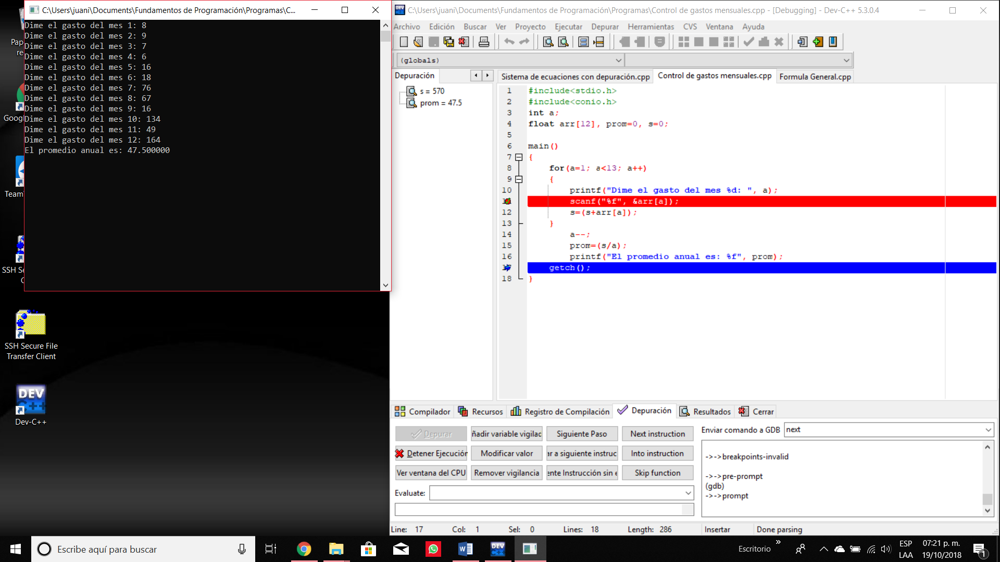 C:\Users\juani\Documents\Fundamentos de Programación\Programas\C...
Dime el gasto del mes 1: 8
Dime el gasto del mes 2: 9
Dime el gasto del mes 3: 7
Dime el gasto del mes 4: 6
Dime el gasto del mes 5: 16
Dime el gasto del mes 6: 18
Dime el gasto del mes 7: 76
Dime el gasto del mes 8: 67
Dime el gasto del mes 9: 16
Dime el gasto del mes 10: 134
Dime el gasto del mes 11: 49
Dime el gasto del mes 12: 164
El promedio anual es: 47.500000
Pap
re
Goog
Team
SSH Se
C
SSH Secure File
Transfer Client
DEV
C++
Dev-C++
C:\Users\juani\Documents\Fundamentos de Programación\Programas\Control de gastos mensuales.cpp - [Debugging] - Dev-C++ 5.3.0.4
Archivo Edición Buscar Ver Proyecto Ejecutar Depurar Herramientas CVS Ventana Ayuda
(globals)
Depuración
s = 570
prom = 47.5
Sistema de ecuaciones con depuración.cpp Control de gastos mensuales.cpp Formula General.cpp
1 #include<stdio.h>
2 #include<conio.h>
3 int a;
4 float arr[12], prom=0, s=0;
5
6 main()
7 {
8 for(a=1; a<13; a++)
9 {
10 printf("Dime el gasto del mes %d: ", a);
scanf("%f", &arr[a]);
12 s=(s+arr[a]);
13 }
14 a--;
15 prom=(s/a);
16 printf("El promedio anual es: %f", prom);
getch();
18 }
Compilador Recursos Registro de Compilación Depuración Resultados Cerrar
Depurar ñadir variable vigilac Siguiente Paso Next instruction
Detener Ejecución Modificar valor ar a siguiente instruc Into instruction
Ver ventana del CPU Remover vigilancia ente Instrucción sin e Skip function
Evaluate:
Enviar comando a GDB next
->->breakpoints-invalid
->->pre-prompt
(gdb)
->->prompt
Line: 17 Col: 1 Sel: 0 Lines: 18 Length: 286 Insertar Done parsing
Escribe aquí para buscar
DEV
Escritorio
ESP
LAA
07:21 p. m.
19/10/2018
1